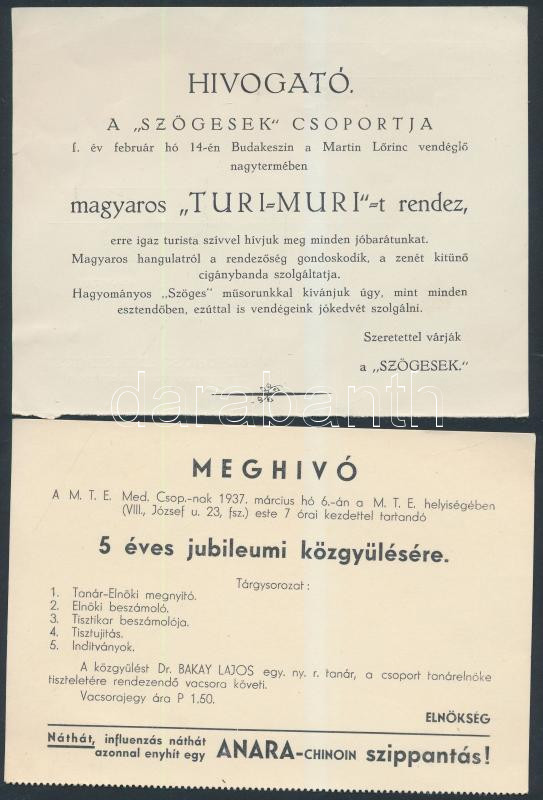 HIVOGATÓ.
A „SZÖGESEK" CSOPORTJA
f. év február hó 14-én Budakeszin a Martin Lőrinc vendéglő
nagytermében
magyaros „TURI-MURI"-t rendez,
erre igaz turista szívvel hívjuk meg minden jóbarátunkat.
Magyaros hangulatról a rendezőség gondoskodik, a zenét kitünő
cigánybanda szolgáltatja.
Hagyományos „Szöges" műsorunkkal kívánjuk úgy, mint minden
esztendőben, ezúttal is vendégeink jókedvét szolgálni.
Szeretettel várják
a „SZÖGESEK."
darabanth
MEGHIVÓ
A M. T. E. Med. Csop.-nak 1937. március hó 6.-án a M. T. E. helyiségében
(VIII., József u. 23, fsz.) este 7 órai kezdettel tartandó
5 éves jubileumi közgyülésére.
Tárgysorozat:
1. Tanár-Elnöki megnyitó.
2. Elnöki beszámoló.
3. Tisztikar beszámolója.
4. Tisztujítás.
5. Indítványok.
A közgyülést Dr. BAKAY LAJOS egy. ny. r. tanár, a csoport tanárelnöke
tiszteletére rendezendő vacsora követi.
Vacsorajegy ára P 1.50.
ELNÖKSÉG
Náthát, influenzás náthát
azonnal enyhít egy ANARA-CHINOIN szippantás!